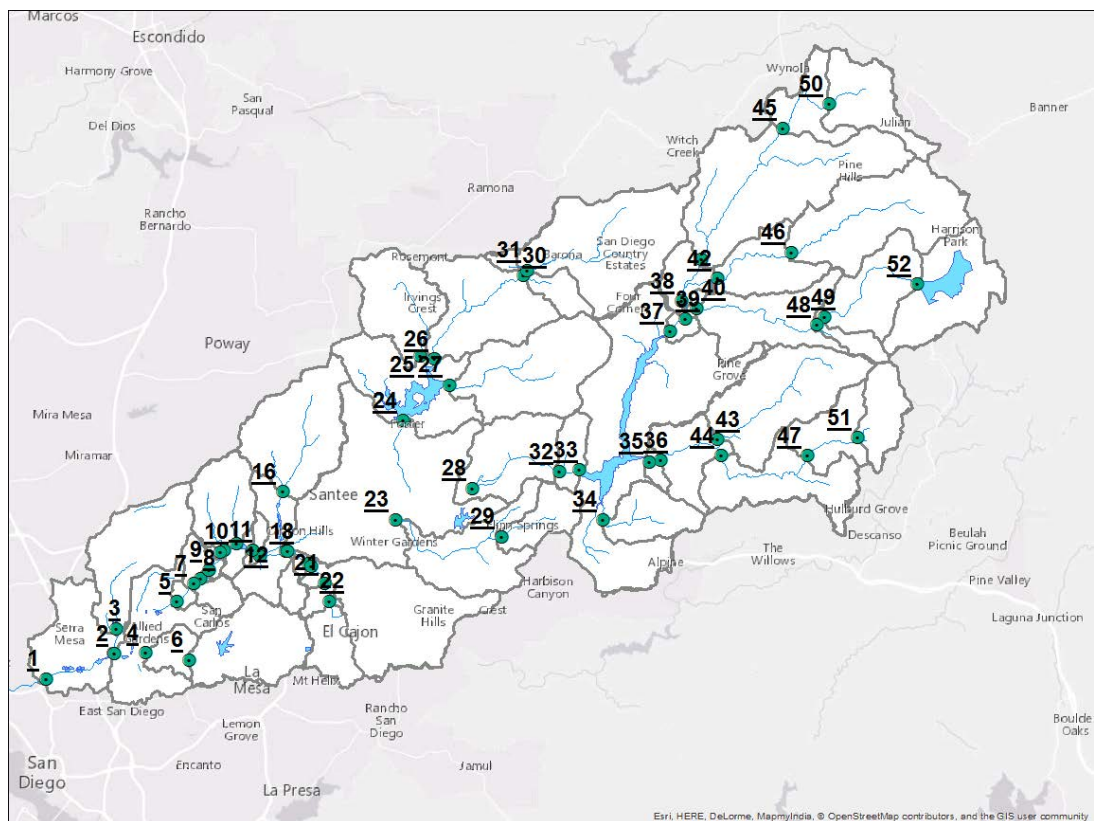 Marcos
Escondido
Harmony Grove
San
Pasqual
Del Dios
Wynola
50
45
Banner
Julian
Witch
Creek
Pine
Hills
Ramona
Rancho
Bernardo
46
Harrison
Park
San Diego
Country
Estates
31
30
Barona
Rosemont
42
52
38
40
Irvings
Crest
Four
39
37
48
49
Poway
26
25
27
Pine
Grove
Mira Mesa
24
43
51
Miramar
32
33
35
36
44
47
16
28
Santee
23
34
29
Springs
Hulburd Grove
10
11
18
Hills
Winter Gardens
Descanso
Beulah
Picnic Ground
9
8
12
21
7
The
Willows
Alpine
5
22
Harbison
Canyon
Pine Valley
San
Carlos
3
Crest
Granite
Hills
Laguna Junction
Serra
Mesa
2
4
Allied
Gardens
6
El Cajon
1
La
Mesa
Mt Helix
East San Diego
Lemon
Grove
Rancho
San
Diego
Boulde
Oaks
San
Diego
Encanto
Jamul
La Presa
Esri, HERE, DeLorme, MapmyIndia, © OpenStreetMap contributors, and the GIS user community